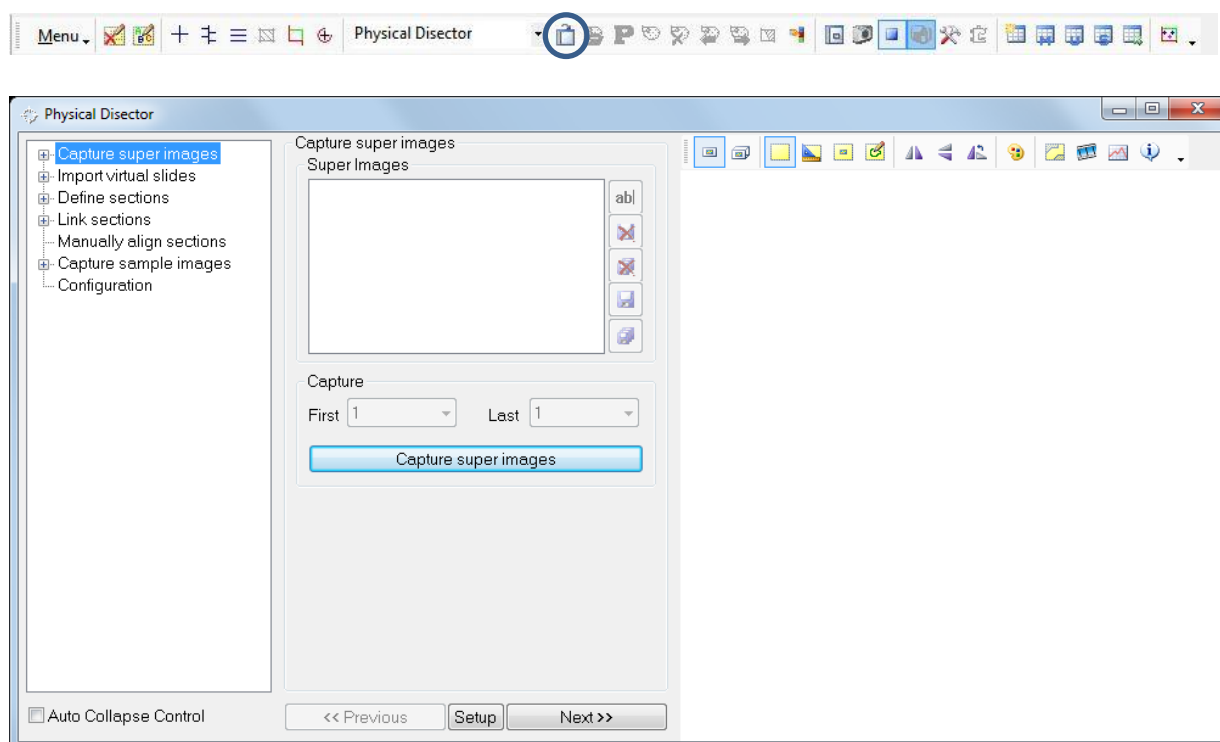 Menu Physical Disector
Physical Disector
Capture super images
Import virtual slides
Define sections
Link sections
Manually align sections
Capture sample images
Configuration
Auto Collapse Control
Capture super images
Super Images
ab|
Capture
First 1 Last 1
Capture super images
<< Previous Setup Next >>